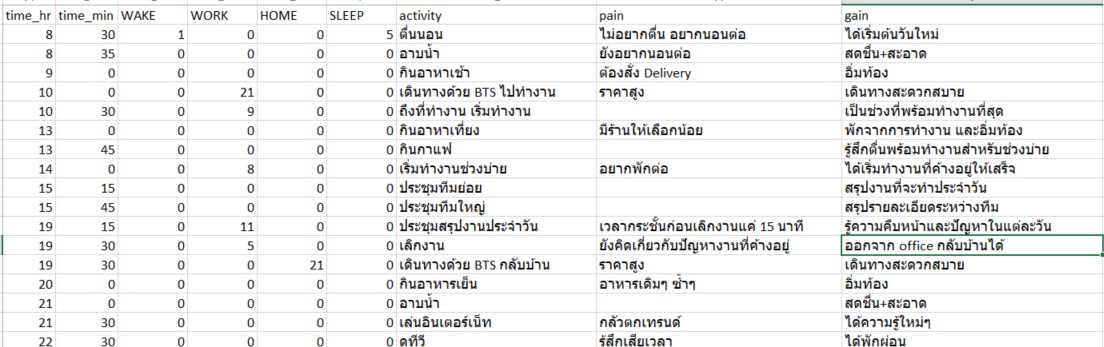 time_hr time_min WAKE WORK HOME SLEEP activity pain gain
8 30 1 0 0 5 ตื่นนอน ไม่อยากตื่น อยากนอนต่อ ได้เริ่มต้นวันใหม่
8 35 0 0 0 0 อาบน้ำ ยังอยากนอนต่อ สดชื่น+สะอาด
9 0 0 0 0 0 กินอาหาเช้า ต้องสั่ง Delivery อิ่มท้อง
10 0 0 21 0 0 เดินทางด้วย BTS ไปทำงาน ราคาสูง เดินทางสะดวกสบาย
10 30 0 9 0 0 ถึงที่ทำงาน เริ่มทำงาน เป็นช่วงที่พร้อมทำงานที่สุด
13 0 0 0 0 0 กินอาหาเที่ยง มีร้านให้เลือกน้อย พักจากการทำงาน และอิ่มท้อง
13 45 0 0 0 0 กินกาแฟ รู้สึกตื่นพร้อมทำงานสำหรับช่วงบ่าย
14 0 0 8 0 0 เริ่มทำงานช่วงบ่าย อยากพักต่อ ได้เริ่มทำงานที่ค้างอยู่ให้เสร็จ
15 15 0 0 0 0 ประชุมทีมย่อย สรุปงานที่จะทำประจำวัน
15 45 0 0 0 0 ประชุมทีมใหญ่ สรุปรายละเอียดระหว่างทีม
19 15 0 11 0 0 ประชุมสรุปงานประจำวัน เวลากระชั้นก่อนเลิกงานแค่ 15 นาที รู้ความคืบหน้าและปัญหาในแต่ละวัน
19 30 0 5 0 0 เลิกงาน ยังคิดเกี่ยวกับปัญหางานที่ค้างอยู่ ออกจาก office กลับบ้านได้
19 30 0 0 21 0 เดินทางด้วย BTS กลับบ้าน ราคาสูง เดินทางสะดวกสบาย
20 0 0 0 0 0 กินอาหารเย็น อาหารเดิมๆ ซ้ำๆ อิ่มท้อง
21 0 0 0 0 0 อาบน้ำ สดชื่น+สะอาด
21 30 0 0 0 0 เล่นอินเตอร์เน็ท กลัวตกเทรนด์ ได้ความรู้ใหม่ๆ
22 30 0 0 0 0 ดูทีวี รู้สึกเสียเวลา ได้พักผ่อน